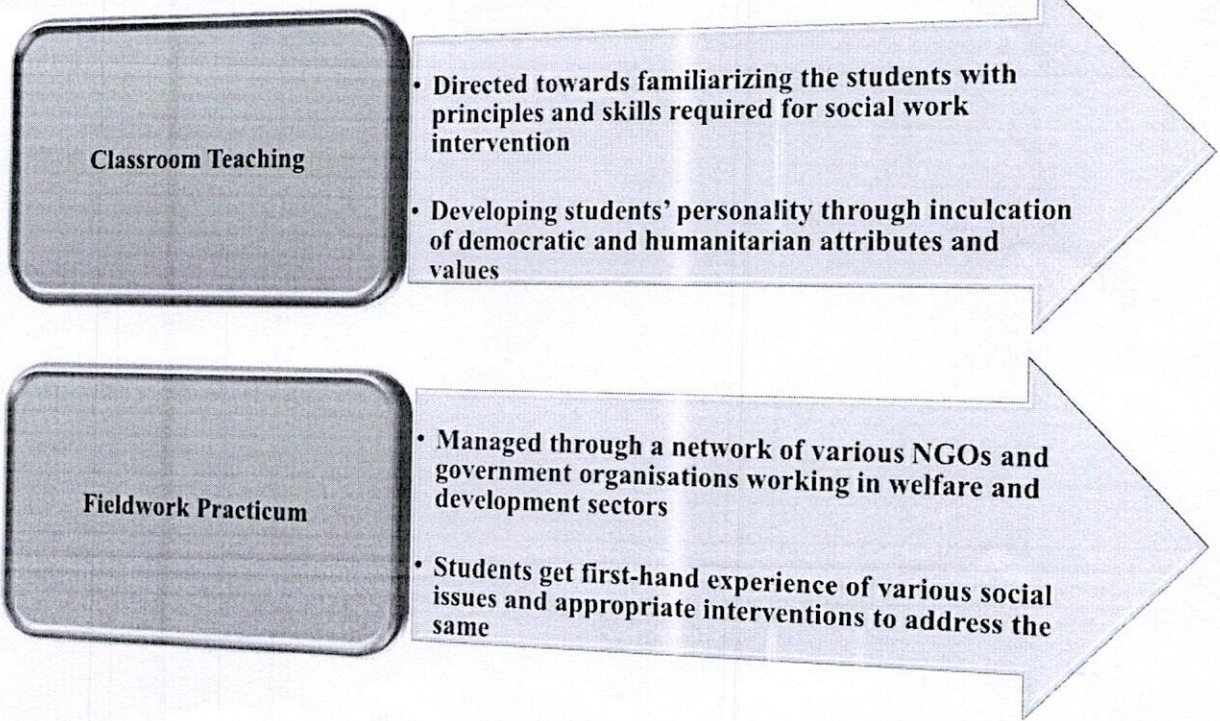 Classroom Teaching
• Directed towards familiarizing the students with
principles and skills required for social work
intervention
• Developing students' personality through inculcation
of democratic and humanitarian attributes and
values
Fieldwork Practicum
• Managed through a network of various NGOs and
government organisations working in welfare and
development sectors
• Students get first-hand experience of various social
issues and appropriate interventions to address the
same